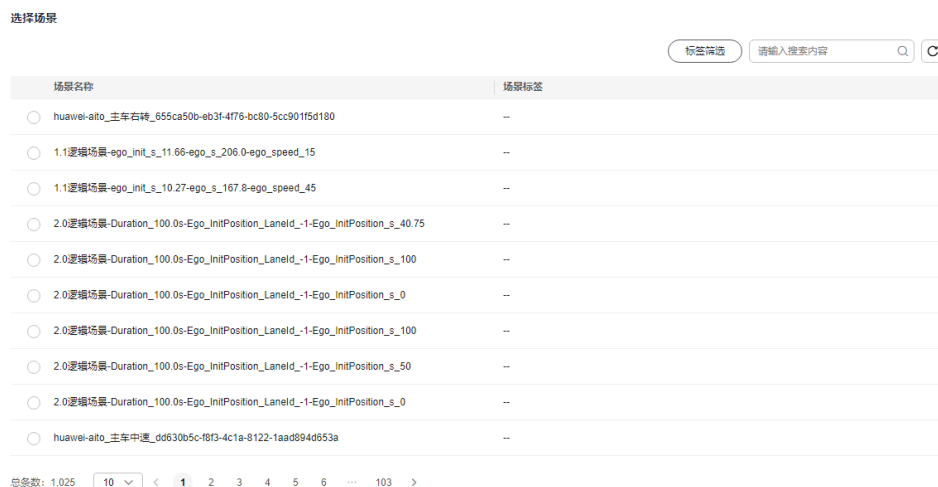 选择场景
标签筛选 请输入搜索内容
场景名称 场景标签
huawei-aito_主车右转_655ca50b-eb3f-4f76-bc80-5cc901f5d180 --
1.1逻辑场景-ego_init_s_11.66-ego_s_206.0-ego_speed_15 --
1.1逻辑场景-ego_init_s_10.27-ego_s_167.8-ego_speed_45 --
2.0逻辑场景-Duration_100.0s-Ego_InitPosition_LaneId_-1-Ego_InitPosition_s_40.75 --
2.0逻辑场景-Duration_100.0s-Ego_InitPosition_LaneId_-1-Ego_InitPosition_s_100 --
2.0逻辑场景-Duration_100.0s-Ego_InitPosition_LaneId_-1-Ego_InitPosition_s_0 --
2.0逻辑场景-Duration_100.0s-Ego_InitPosition_LaneId_-1-Ego_InitPosition_s_100 --
2.0逻辑场景-Duration_100.0s-Ego_InitPosition_LaneId_-1-Ego_InitPosition_s_50 --
2.0逻辑场景-Duration_100.0s-Ego_InitPosition_LaneId_-1-Ego_InitPosition_s_0 --
huawei-aito_主车中速_dd630b5c-f8f3-4c1a-8122-1aad894d653a --
总条数：1,025 10 < 1 2 3 4 5 6 ··· 103 >